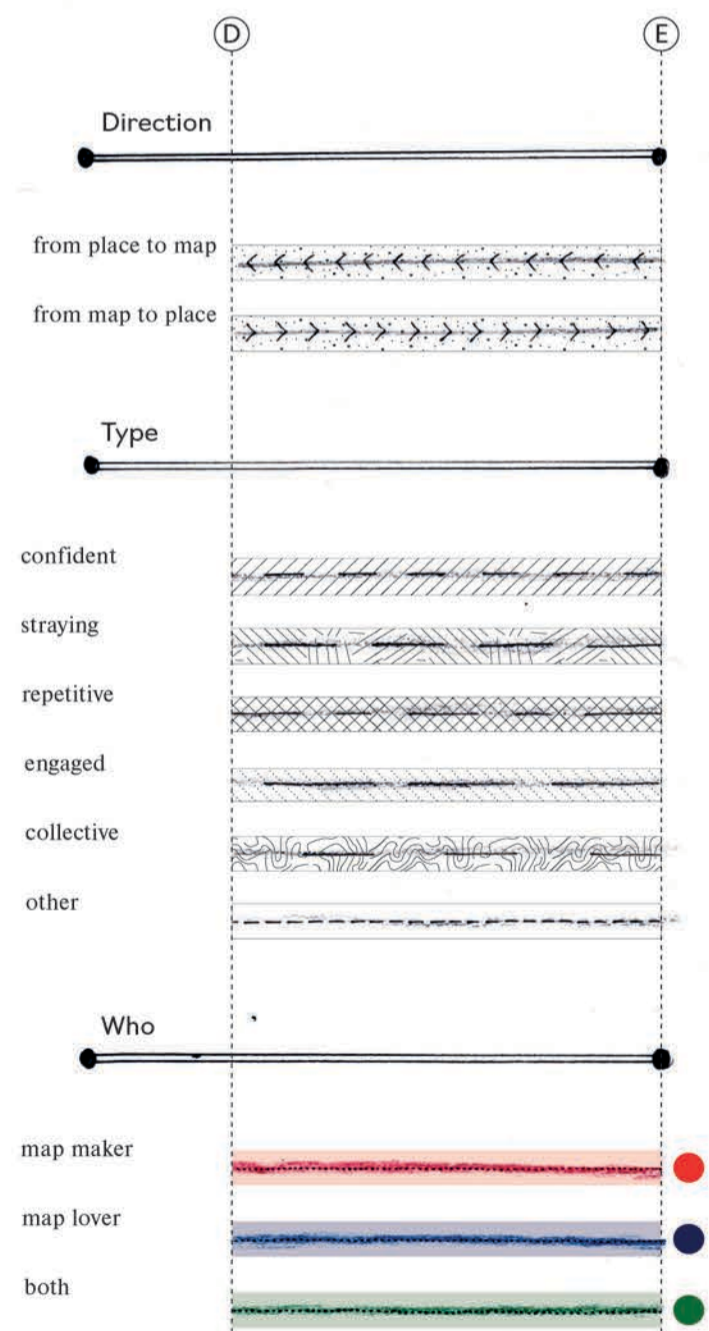 D E
Direction
from place to map
from map to place
Type
confident
straying
repetitive
engaged
collective
other
Who
map maker
map lover
both